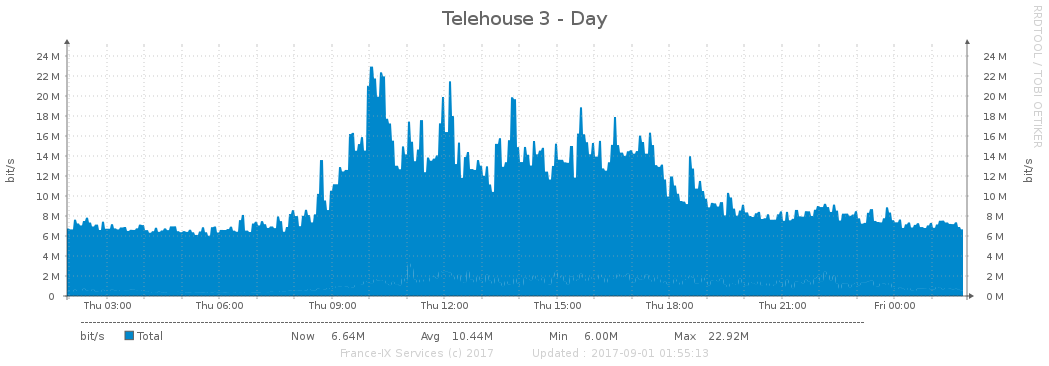 Telehouse 3 - Day
RRDTOOL / TOBI OETIKER
bit/s
24 M 24 M
22 M 22 M
20 M 20 M
18 M 18 M
16 M 16 M
14 M 14 M
12 M 12 M
10 M 10 M
8 M 8 M
6 M 6 M
4 M 4 M
2 M 2 M
0 0 M
bit/s
Thu 03:00 Thu 06:00 Thu 09:00 Thu 12:00 Thu 15:00 Thu 18:00 Thu 21:00 Fri 00:00
bit/s Total Now 6.64M Avg 10.44M Min 6.00M Max 22.92M
France-IX Services (c) 2017 Updated : 2017-09-01 01:55:13